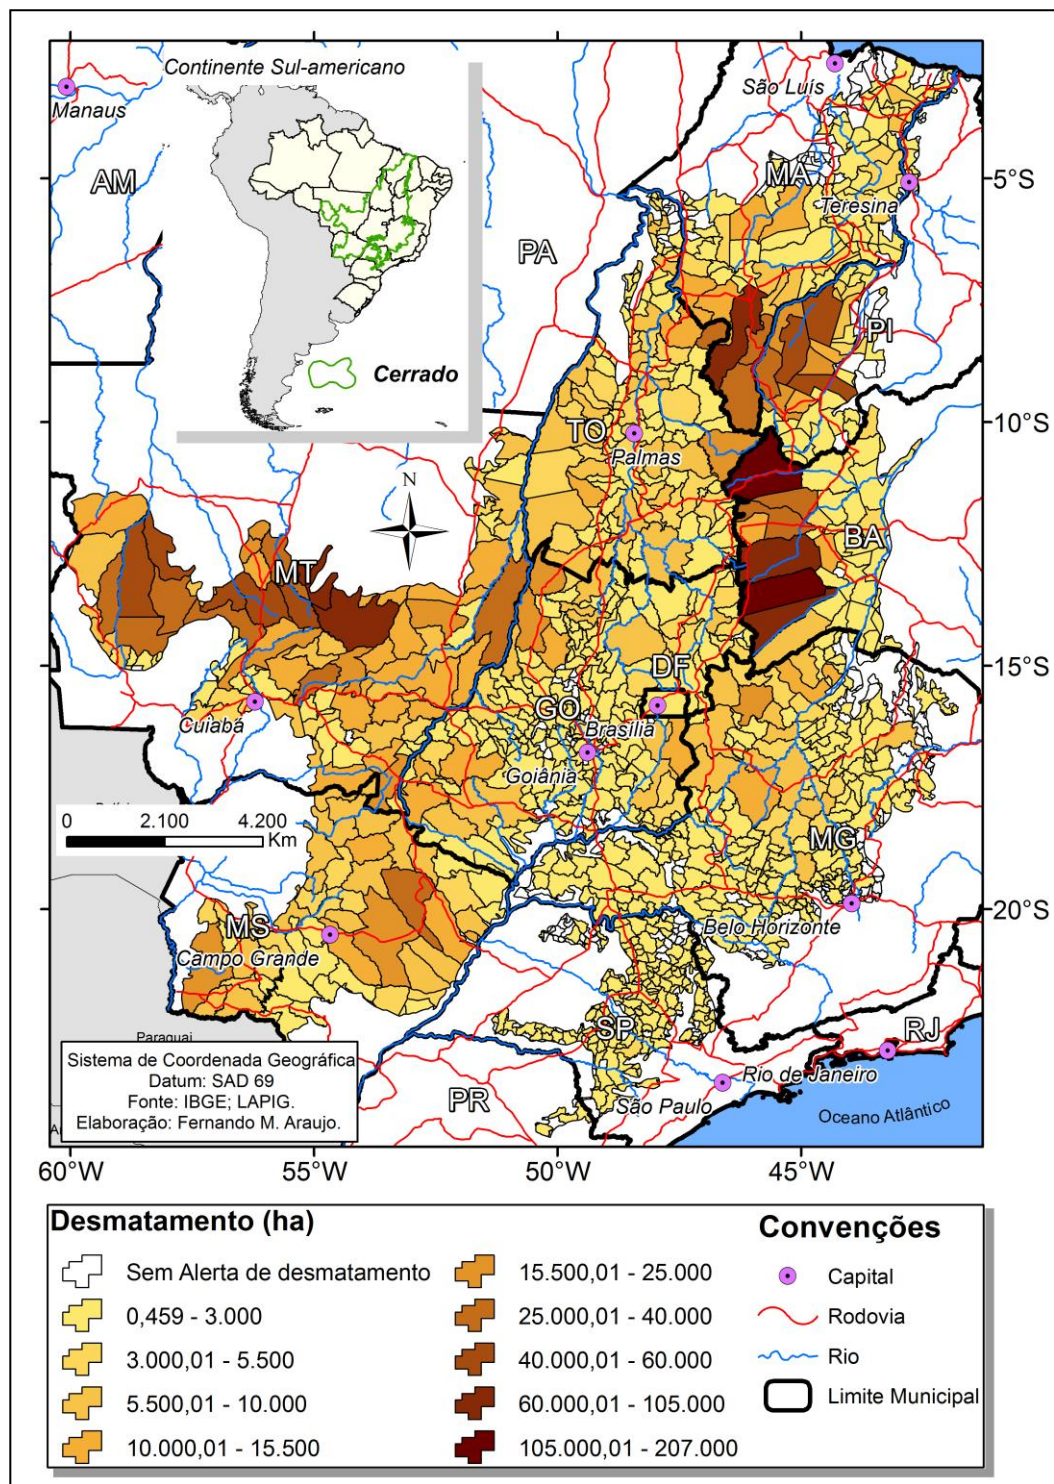 Continente Sul-americano
Manaus
AM
Cerrado
São Luís
MA
Teresina
PA
PI
5°S
TO
Palmas
10°S
N
MT
BA
DF
15°S
GO
Cuiabá
Brasília
Goiânia
0 2.100 4.200
Km
MG
MS
Campo Grande
Belo Horizonte
20°S
Paraguai
SP
RJ
Rio de Janeiro
PR
São Paulo
Oceano Atlântico
Sistema de Coordenada Geográfica
Datum: SAD 69
Fonte: IBGE; LAPIG.
Elaboração: Fernando M. Araujo.
60°W 55°W 50°W 45°W
Desmatamento (ha)
Sem Alerta de desmatamento
0,459 - 3.000
3.000,01 - 5.500
5.500,01 - 10.000
10.000,01 - 15.500
15.500,01 - 25.000
25.000,01 - 40.000
40.000,01 - 60.000
60.000,01 - 105.000
105.000,01 - 207.000
Convenções
Capital
Rodovia
Rio
Limite Municipal